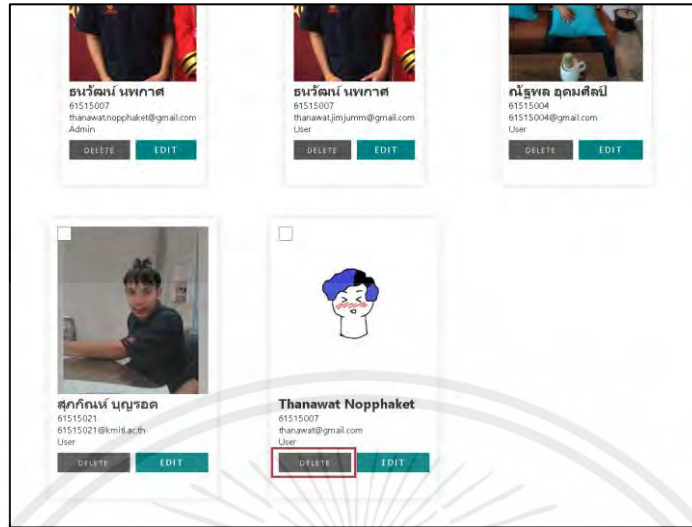 ธนวัฒน์ นพกาศ
61515007
thanawat.nopphaket@gmail.com
Admin
DELETE EDIT
ธนวัฒน์ นพกาศ
61515007
thanawat.jimjumm@gmail.com
User
DELETE EDIT
ณัฐพล อุดมศิลป์
61515004
61515004@gmail.com
User
DELETE EDIT
สุภกิณห์ บุญรอด
61515021
61515021@kmitl.ac.th
User
DELETE EDIT
Thanawat Nopphaket
61515007
thanawat@gmail.com
User
DELETE EDIT